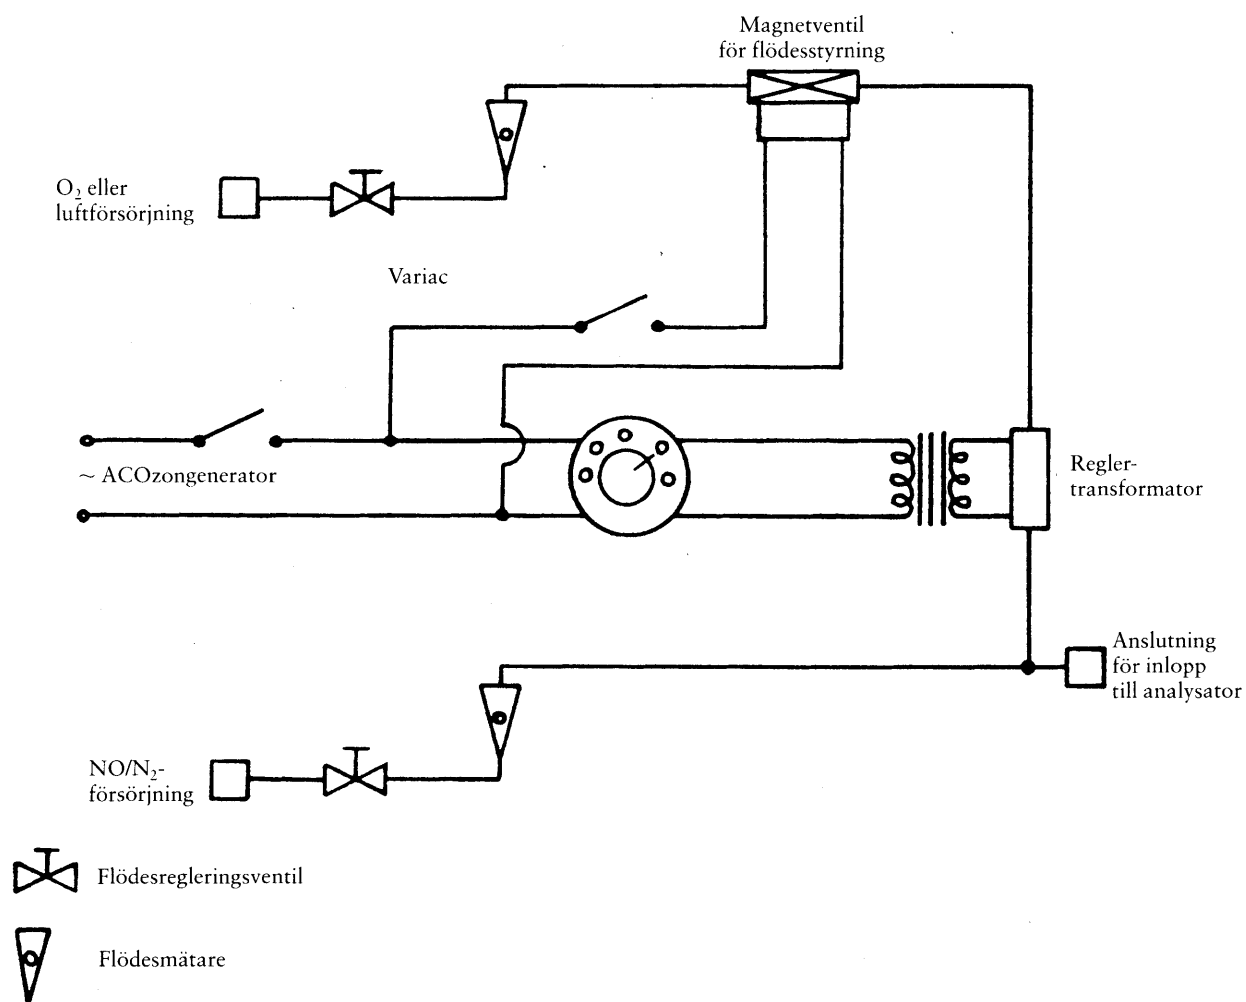 Magnetventil
för flödesstyrning
O₂ eller
luftförsörjning
Variac
~ ACOzongenerator
Regler-
transformator
Anslutning
för inlopp
till analysator
NO/N₂-
försörjning
Flödesregleringsventil
Flödesmätare